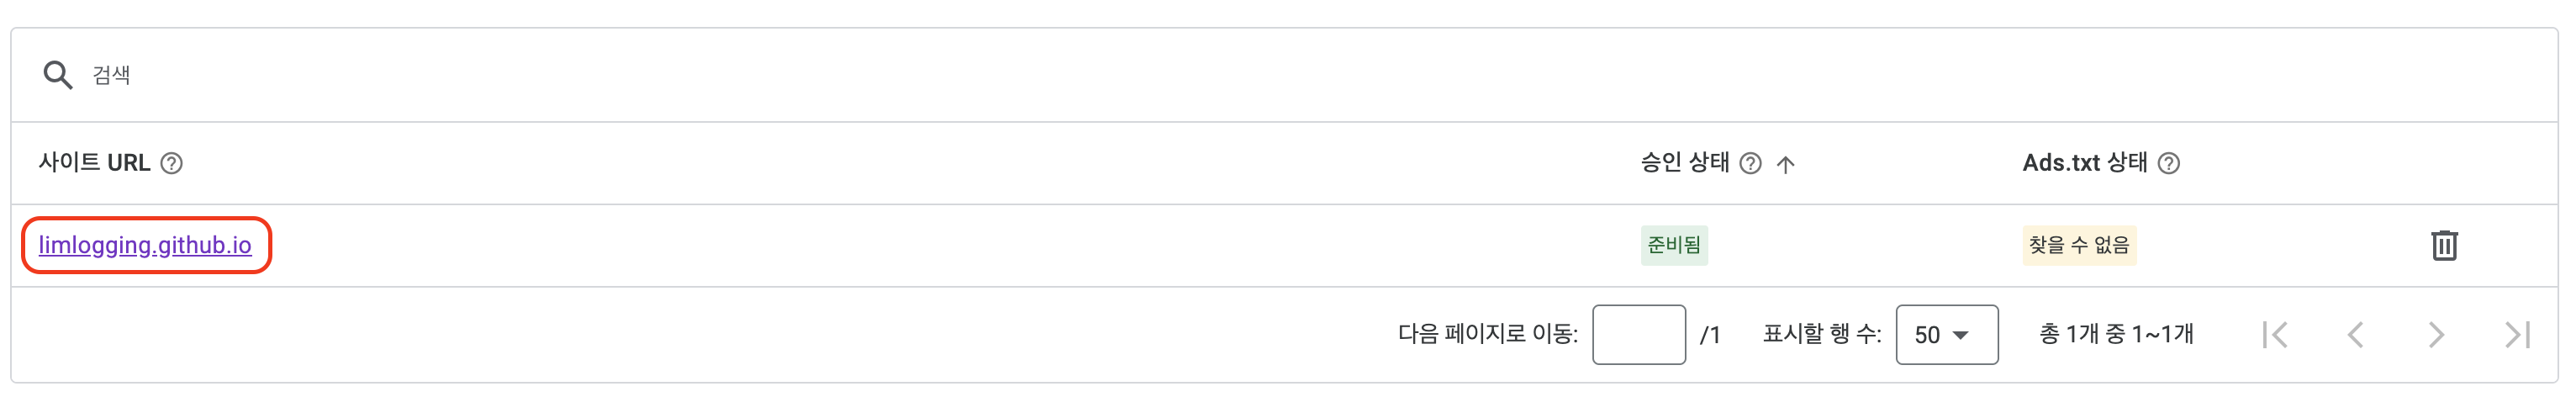 검색
사이트 URL 승인 상태 Ads.txt 상태
limlogging.github.io 준비됨 찾을 수 없음
다음 페이지로 이동: /1 표시할 행 수: 50 총 1개 중 1~1개